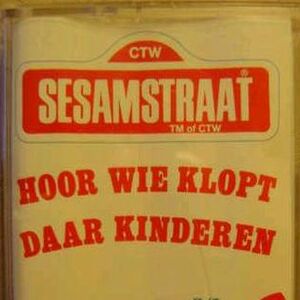 CTW
SESAMSTRAAT®
TM of CTW
HOOR WIE KLOPT
DAAR KINDEREN